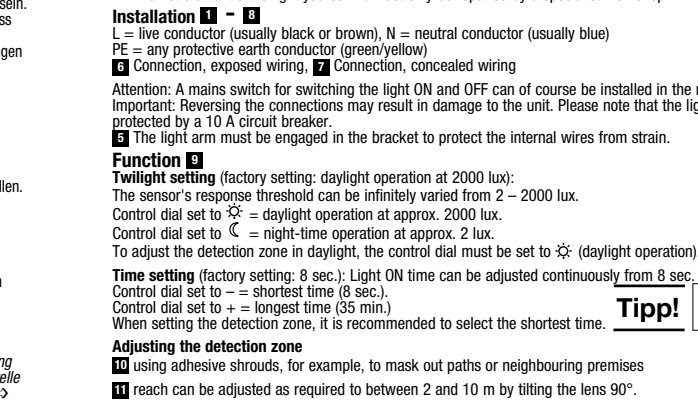 sein.
ss
gen
llen.
ng
elle
Installation 1 – 8
L = live conductor (usually black or brown), N = neutral conductor (usually blue)
PE = any protective earth conductor (green/yellow)
6 Connection, exposed wiring, 7 Connection, concealed wiring
Attention: A mains switch for switching the light ON and OFF can of course be installed in the
Important: Reversing the connections may result in damage to the unit. Please note that the lig
protected by a 10 A circuit breaker.
5 The light arm must be engaged in the bracket to protect the internal wires from strain.
Function 9
Twilight setting (factory setting: daylight operation at 2000 lux):
The sensor's response threshold can be infinitely varied from 2 – 2000 lux.
Control dial set to ☼ = daylight operation at approx. 2000 lux.
Control dial set to ☾ = night-time operation at approx. 2 lux.
To adjust the detection zone in daylight, the control dial must be set to ☼ (daylight operation)
Time setting (factory setting: 8 sec.): Light ON time can be adjusted continuously from 8 sec.
Control dial set to – = shortest time (8 sec.).
Control dial set to + = longest time (35 min.)
When setting the detection zone, it is recommended to select the shortest time.
Tipp!
Adjusting the detection zone
10 using adhesive shrouds, for example, to mask out paths or neighbouring premises
11 reach can be adjusted as required to between 2 and 10 m by tilting the lens 90°.